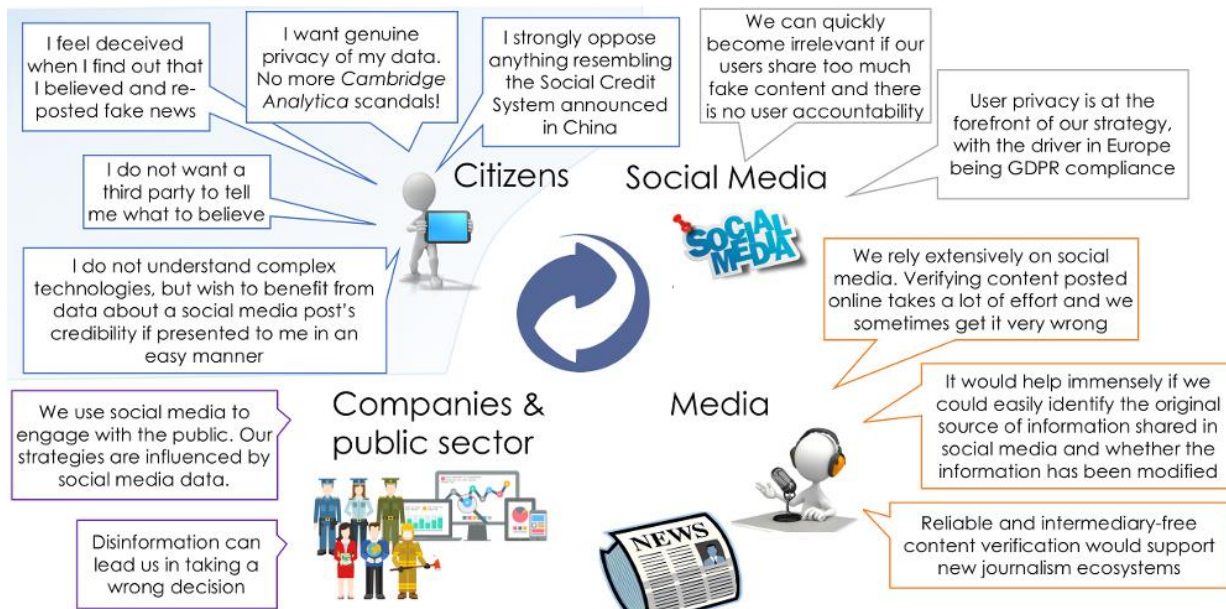 I feel deceived
when I find out that
I believed and re-
posted fake news
I want genuine
privacy of my data.
No more Cambridge
Analytica scandals!
I strongly oppose
anything resembling
the Social Credit
System announced
in China
I do not want a
third party to tell
me what to believe
I do not understand complex
technologies, but wish to benefit from
data about a social media post's
credibility if presented to me in an
easy manner
Citizens
We can quickly
become irrelevant if our
users share too much
fake content and there
is no user accountability
User privacy is at the
forefront of our strategy,
with the driver in Europe
being GDPR compliance
Social Media
SOCIAL
MEDIA
We use social media to
engage with the public. Our
strategies are influenced by
social media data.
Disinformation can
lead us in taking a
wrong decision
Companies &
public sector
Media
We rely extensively on social
media. Verifying content posted
online takes a lot of effort and we
sometimes get it very wrong
It would help immensely if we
could easily identify the original
source of information shared in
social media and whether the
information has been modified
Reliable and intermediary-free
content verification would support
new journalism ecosystems
NEWS